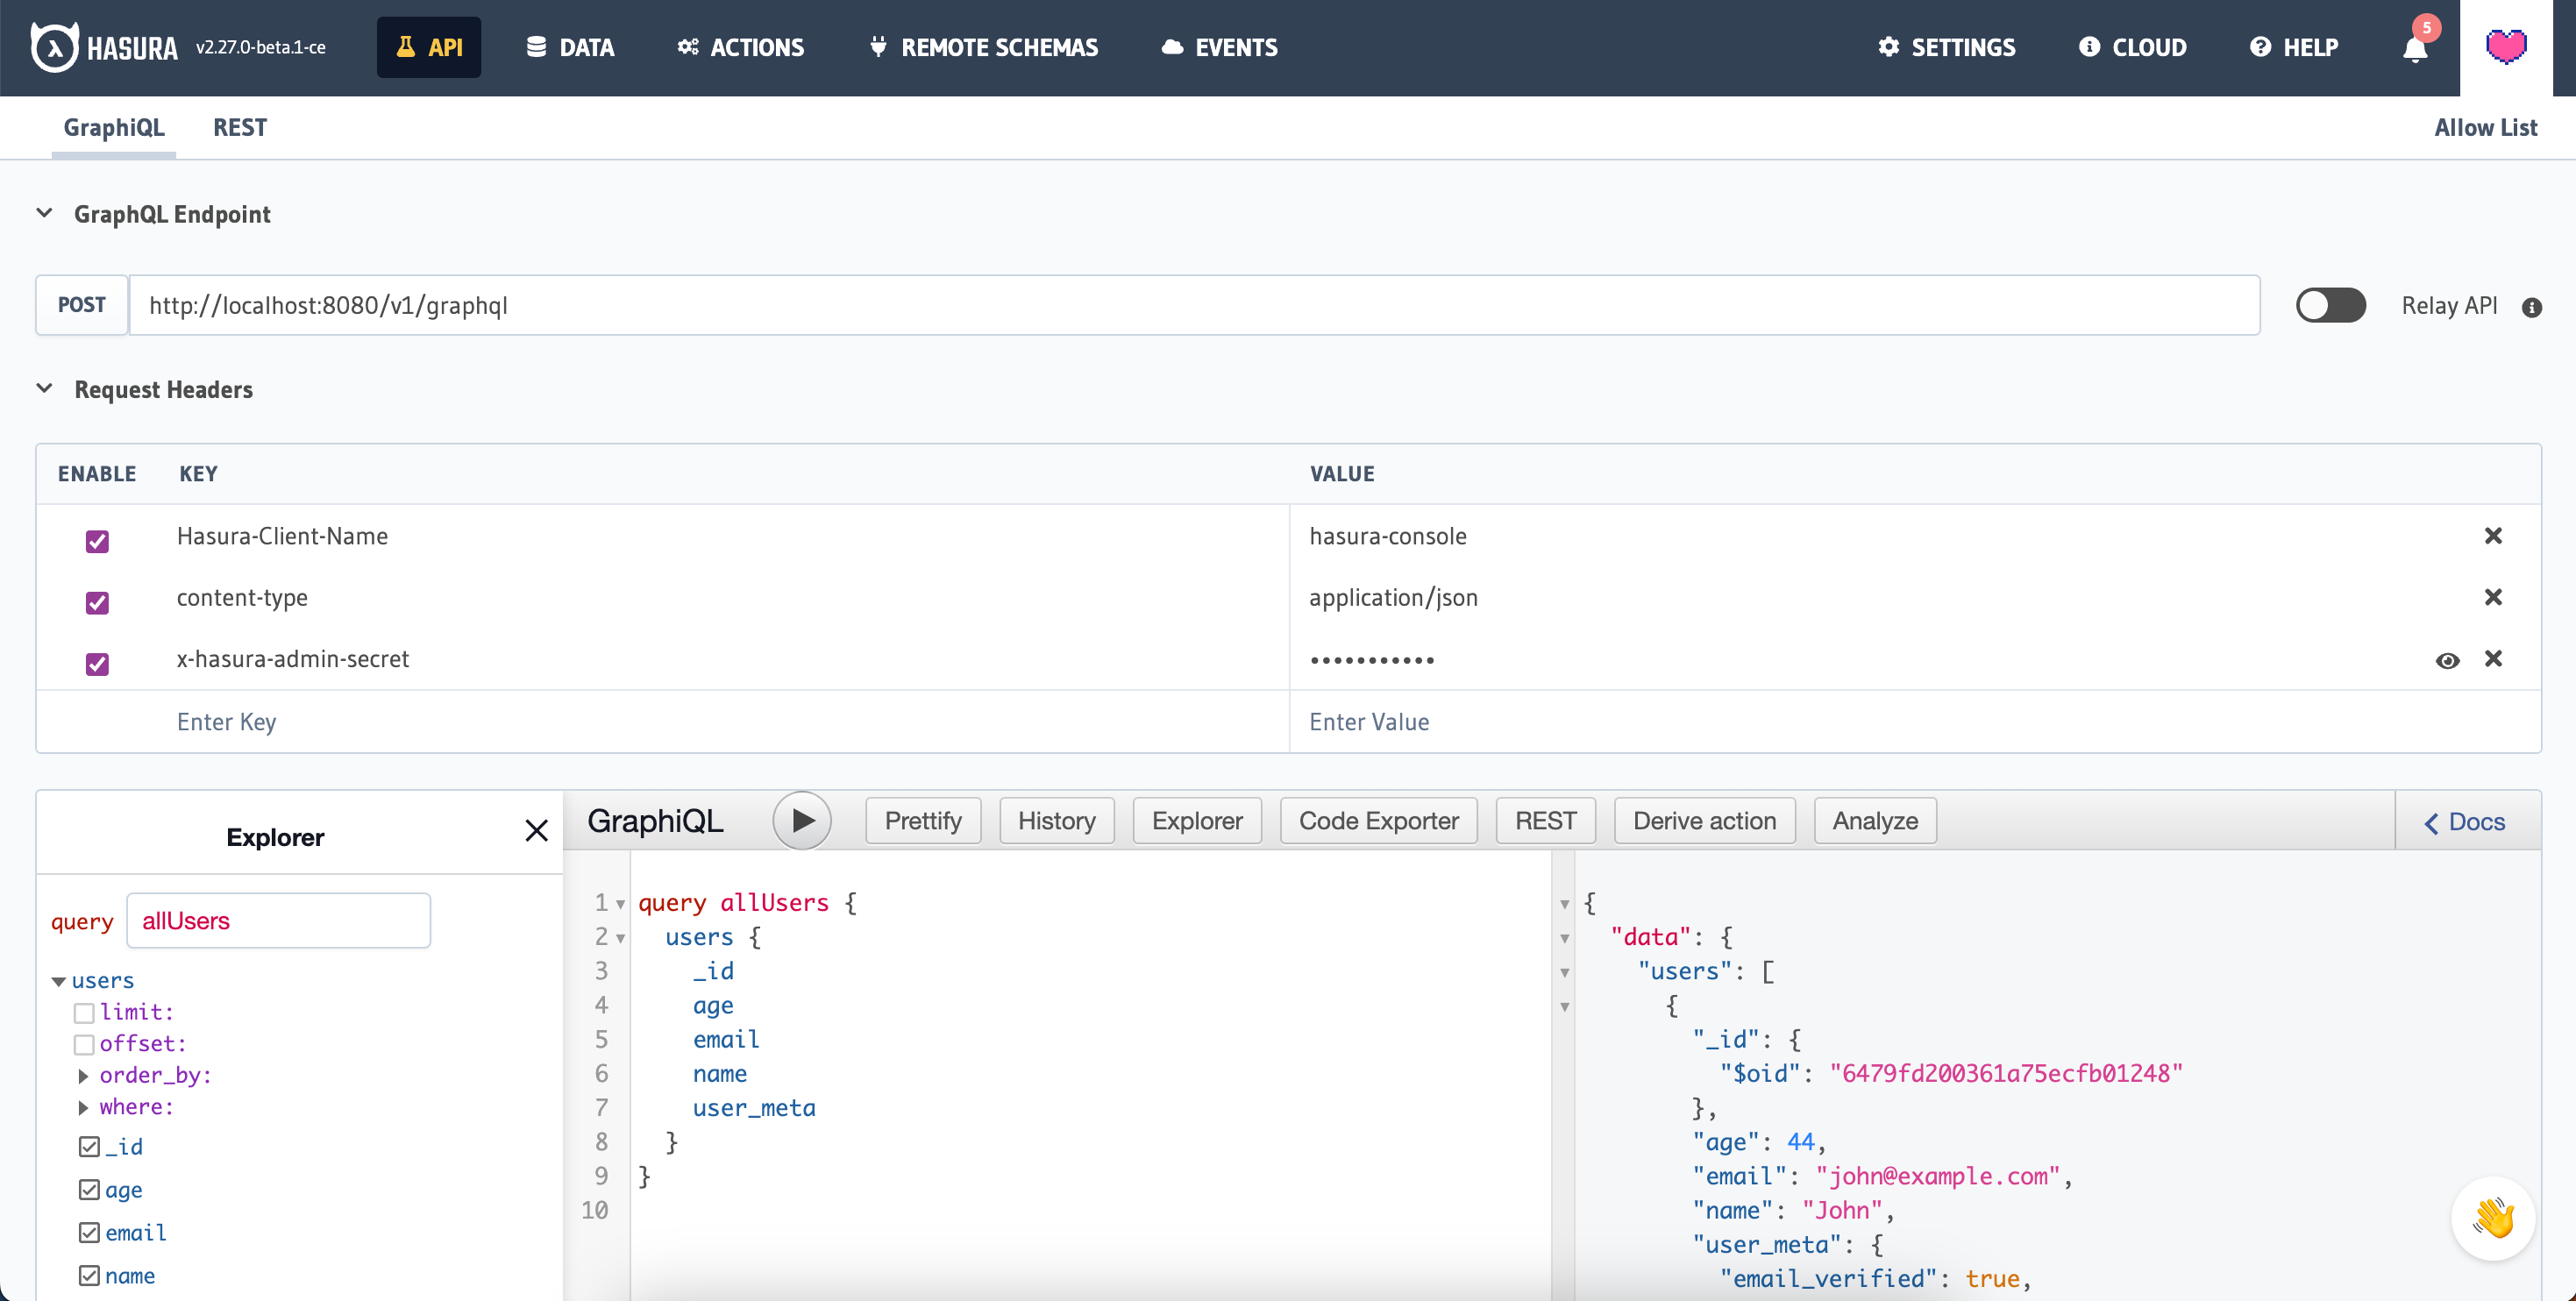 HASURA v2.27.0-beta.1-ce API DATA ACTIONS REMOTE SCHEMAS EVENTS SETTINGS CLOUD HELP 5
GraphiQL REST Allow List
GraphQL Endpoint
POST http://localhost:8080/v1/graphql Relay API
Request Headers
ENABLE KEY VALUE
Hasura-Client-Name hasura-console
content-type application/json
x-hasura-admin-secret •••••••••••
Enter Key Enter Value
Explorer
query allUsers
users
limit:
offset:
order_by:
where:
_id
age
email
name
GraphiQL Prettify History Explorer Code Exporter REST Derive action Analyze Docs
1 query allUsers {
2 users {
3 _id
4 age
5 email
6 name
7 user_meta
8 }
9 }
10
{
"data": {
"users": [
{
"_id": {
"$oid": "6479fd200361a75ecfb01248"
},
"age": 44,
"email": "john@example.com",
"name": "John",
"user_meta": {
"email_verified": true,